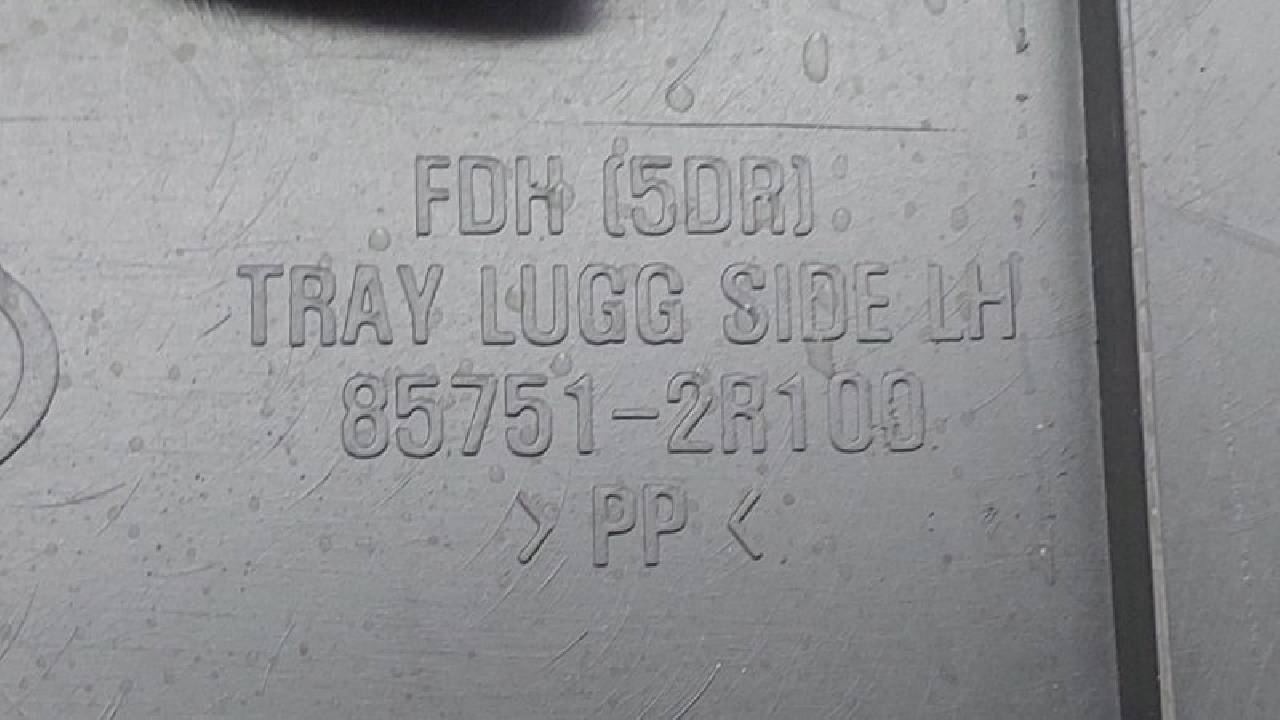 FDH (5DR)
TRAY LUGG SIDE LH
85751-2R100
>PP<